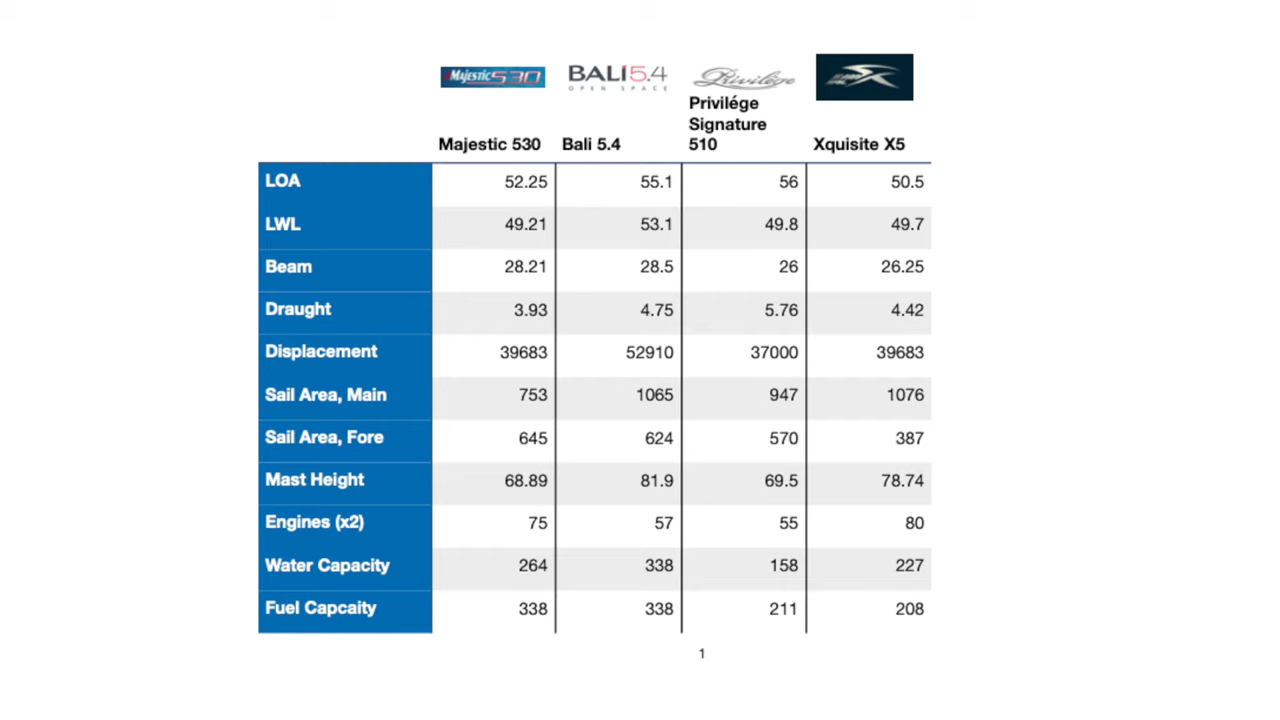 Majestic 530 BALI 5.4 Privilége
OPEN SPACE
Privilége
Signature
Majestic 530 Bali 5.4 510 Xquisite X5
LOA 52.25 55.1 56 50.5
LWL 49.21 53.1 49.8 49.7
Beam 28.21 28.5 26 26.25
Draught 3.93 4.75 5.76 4.42
Displacement 39683 52910 37000 39683
Sail Area, Main 753 1065 947 1076
Sail Area, Fore 645 624 570 387
Mast Height 68.89 81.9 69.5 78.74
Engines (x2) 75 57 55 80
Water Capacity 264 338 158 227
Fuel Capcaity 338 338 211 208
1